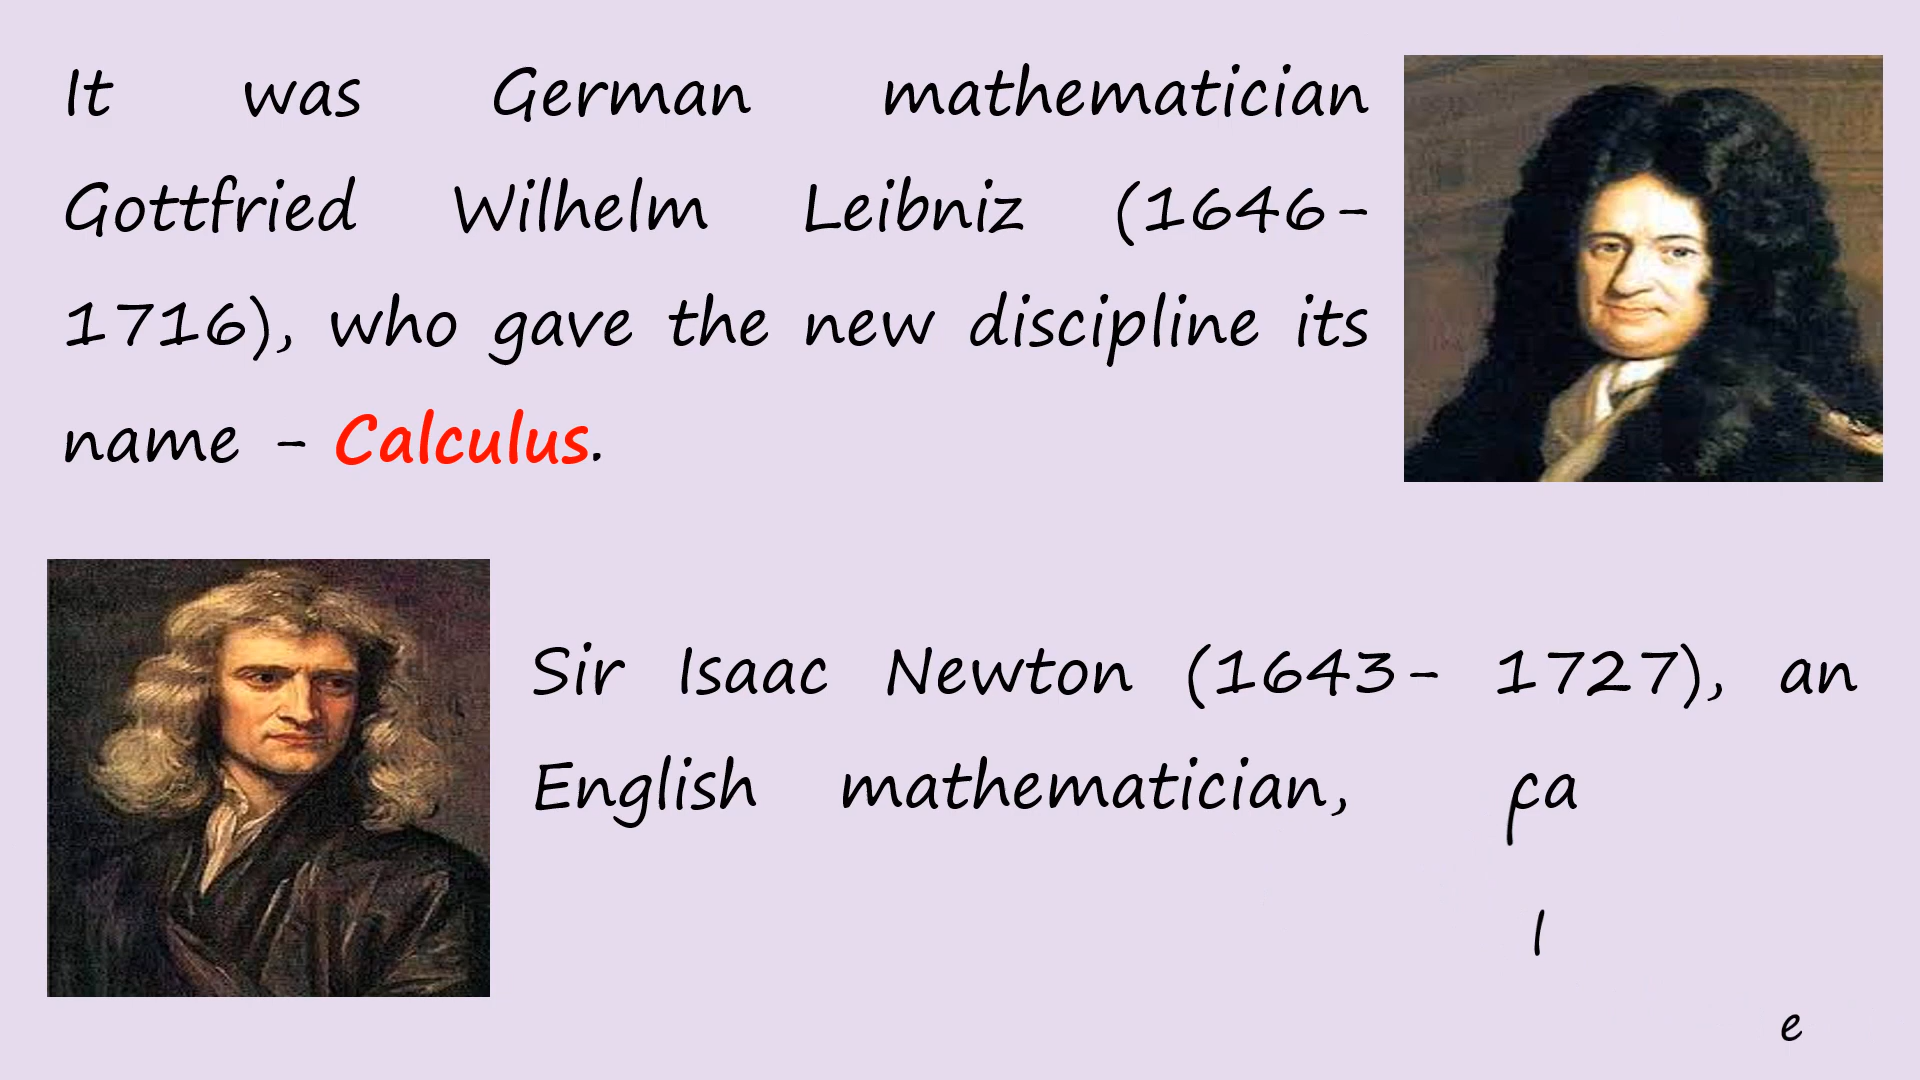 It was German mathematician
Gottfried Wilhelm Leibniz (1646-
1716), who gave the new discipline its
name - Calculus.
Sir Isaac Newton (1643- 1727), an
English mathematician, ca
l
e